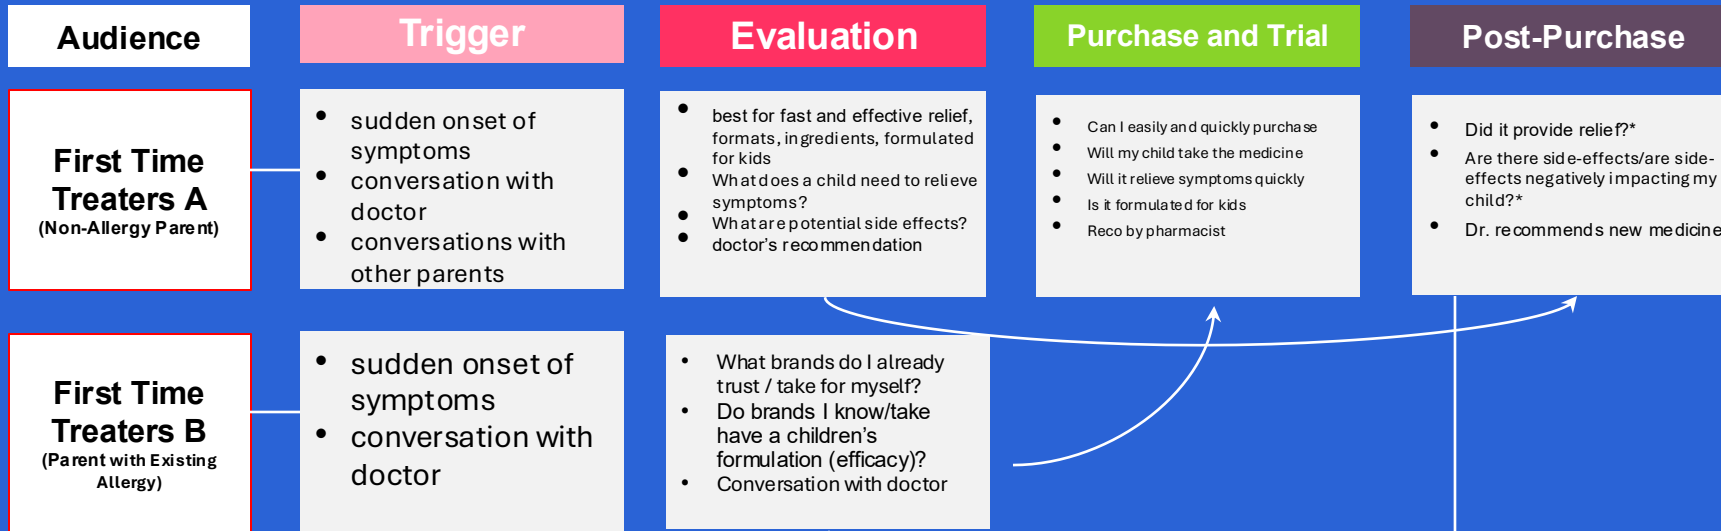 Audience
Trigger
Evaluation
Purchase and Trial
Post-Purchase
First Time
Treaters A
(Non-Allergy Parent)
• sudden onset of
symptoms
• conversation with
doctor
• conversations with
other parents
• best for fast and effective relief,
formats, ingredients, formulated
for kids
• What does a child need to relieve
symptoms?
• What are potential side effects?
• doctor's recommendation
• Can I easily and quickly purchase
• Will my child take the medicine
• Will it relieve symptoms quickly
• Is it formulated for kids
• Reco by pharmacist
• Did it provide relief?*
• Are there side-effects/are side-
effects negatively impacting my
child?*
• Dr. recommends new medicine
First Time
Treaters B
(Parent with Existing
Allergy)
• sudden onset of
symptoms
• conversation with
doctor
• What brands do I already
trust / take for myself?
• Do brands I know/take
have a children's
formulation (efficacy)?
• Conversation with doctor